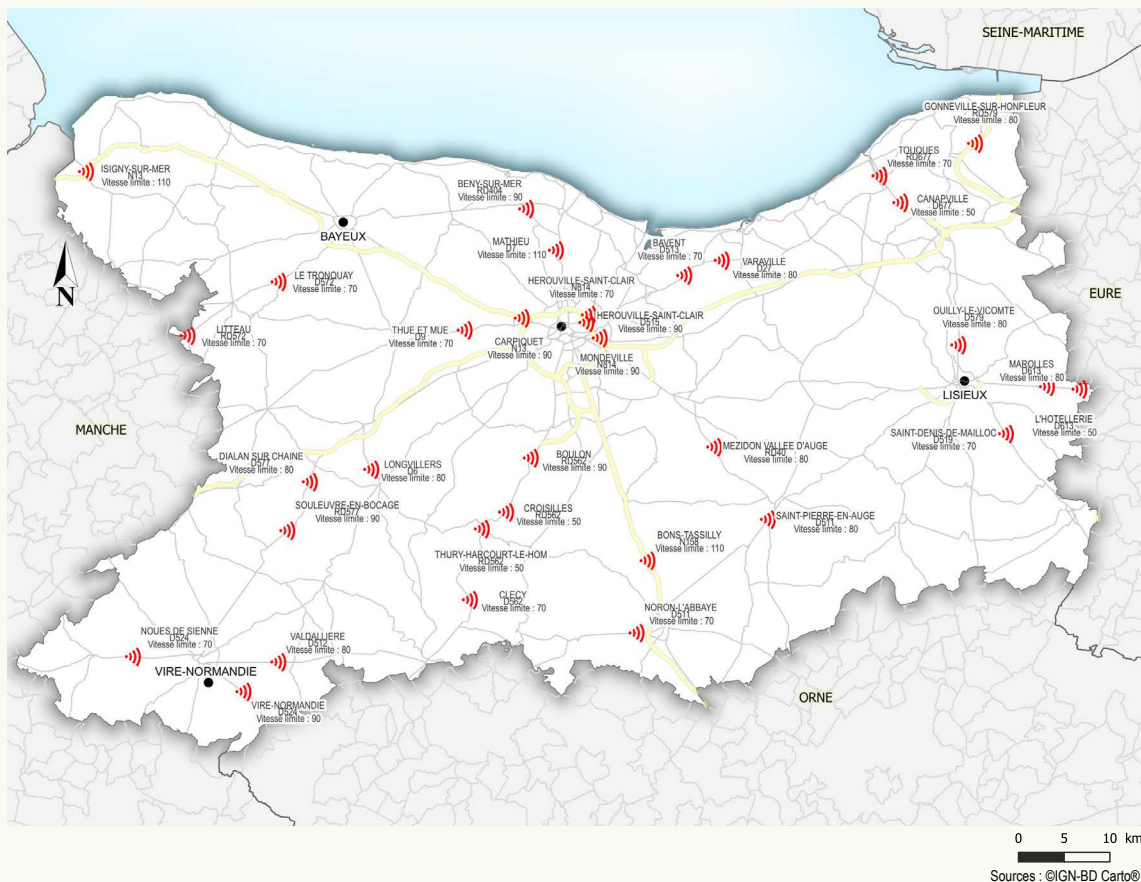 SEINE-MARITIME
GONNEVILLE-SUR-HONFLEUR
RD579
Vitesse limite : 80
TOUQUES
RD677
Vitesse limite : 70
ISIGNY-SUR-MER
N13
Vitesse limite : 110
BENY-SUR-MER
RD404
Vitesse limite : 90
CANAPVILLE
D677
Vitesse limite : 50
BAYEUX
MATHIEU
D7
Vitesse limite : 110
BAVENT
D513
Vitesse limite : 70
VARAVILLE
D27
Vitesse limite : 80
N
LE TRONQUAY
D572
Vitesse limite : 70
HEROUVILLE-SAINT-CLAIR
N814
Vitesse limite : 70
EURE
LITTEAU
RD572
Vitesse limite : 70
THUE ET MUE
D9
Vitesse limite : 70
HEROUVILLE-SAINT-CLAIR
D515
Vitesse limite : 90
OUILLY-LE-VICOMTE
D579
Vitesse limite : 80
CARPIQUET
N13
Vitesse limite : 90
MONDEVILLE
N814
Vitesse limite : 90
MAROLLES
D613
Vitesse limite : 80
LISIEUX
L'HOTELLERIE
D613
Vitesse limite : 50
MANCHE
SAINT-DENIS-DE-MAILLOC
D519
Vitesse limite : 70
DIALAN SUR CHAINE
D577
Vitesse limite : 80
LONGVILLERS
D6
Vitesse limite : 80
BOULON
RD562
Vitesse limite : 90
MEZIDON VALLEE D'AUGE
RD40
Vitesse limite : 80
SOULEUVRE-EN-BOCAGE
RD577
Vitesse limite : 90
CROISILLES
RD562
Vitesse limite : 50
SAINT-PIERRE-EN-AUGE
D511
Vitesse limite : 80
THURY-HARCOURT-LE-HOM
RD562
Vitesse limite : 50
BONS-TASSILLY
N158
Vitesse limite : 110
CLECY
D562
Vitesse limite : 70
NORON-L'ABBAYE
D511
Vitesse limite : 70
NOUES DE SIENNE
D524
Vitesse limite : 70
VALDALLIERE
D512
Vitesse limite : 80
VIRE-NORMANDIE
VIRE-NORMANDIE
D524
Vitesse limite : 90
ORNE
0 5 10 km
Sources : ©IGN-BD Carto®